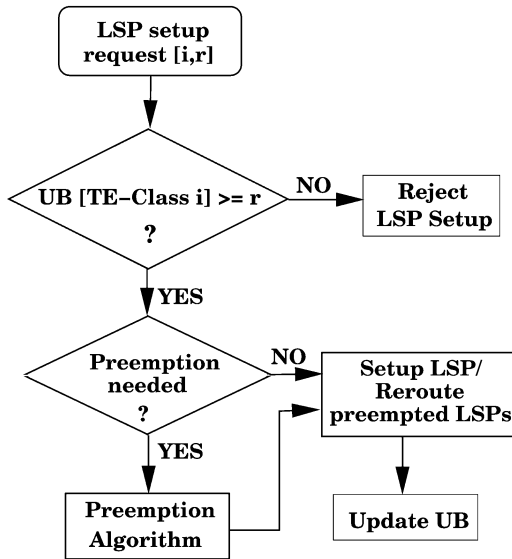 LSP setup
request [i,r]
UB [TE-Class i] >= r
?
NO
Reject
LSP Setup
YES
Preemption
needed
?
NO
Setup LSP/
Reroute
preempted LSPs
YES
Preemption
Algorithm
Update UB